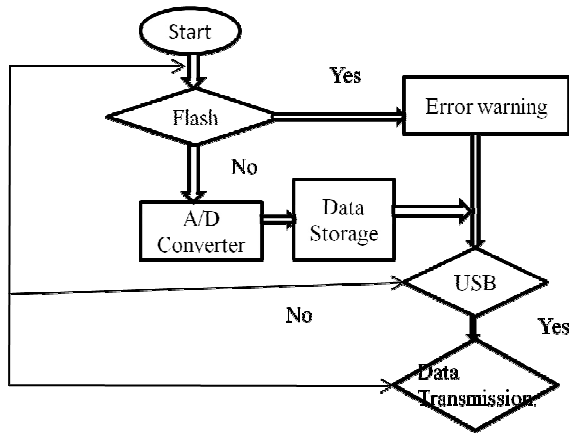 Start
Yes
Flash
Error warning
No
A/D
Converter
Data
Storage
USB
No
Yes
Data
Transmission.